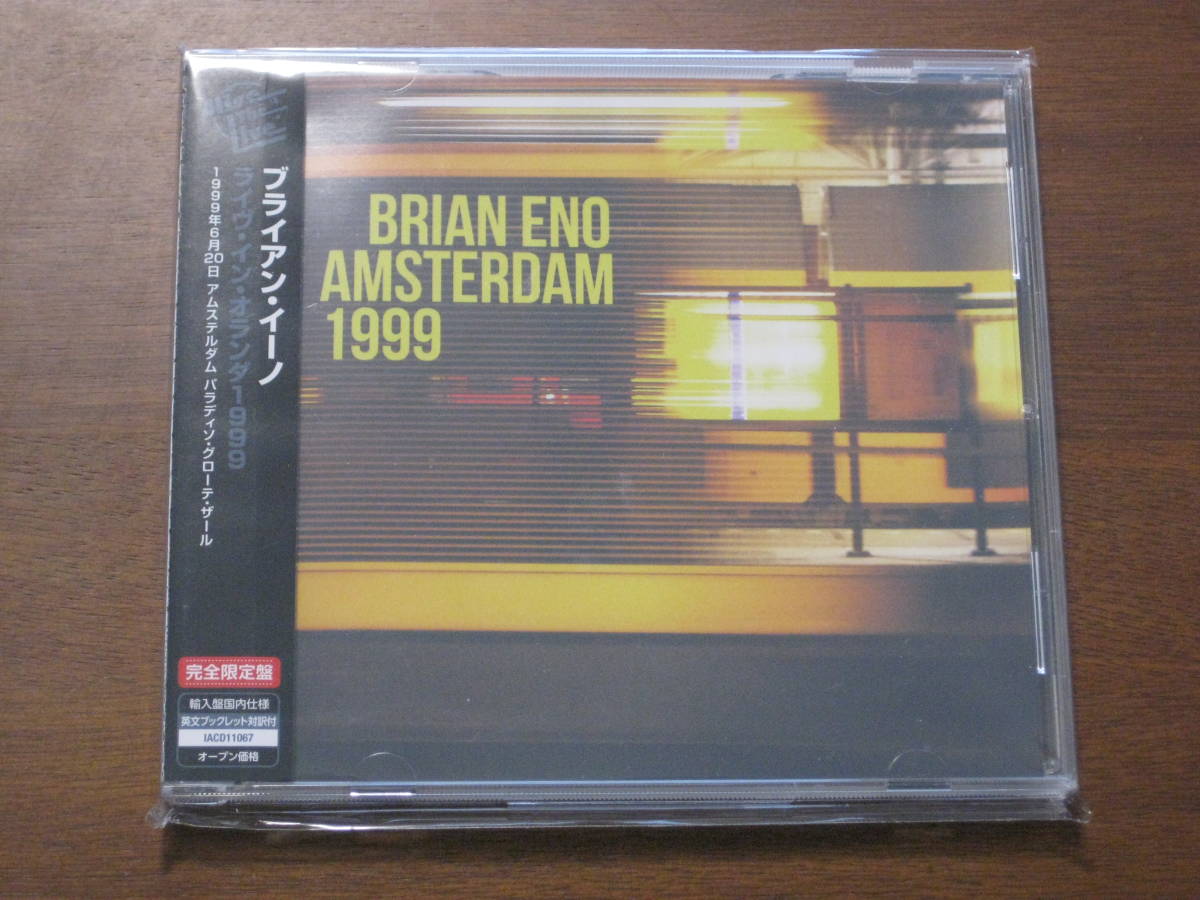 ブライアン・イーノ
ライヴ・イン・オランダ1999
1999年6月20日 アムステルダム パラディソ・グローテ・ザール
完全限定盤
輸入盤国内仕様
英文ブックレット対訳付
IACD11067
オープン価格
BRIAN ENO
AMSTERDAM
1999